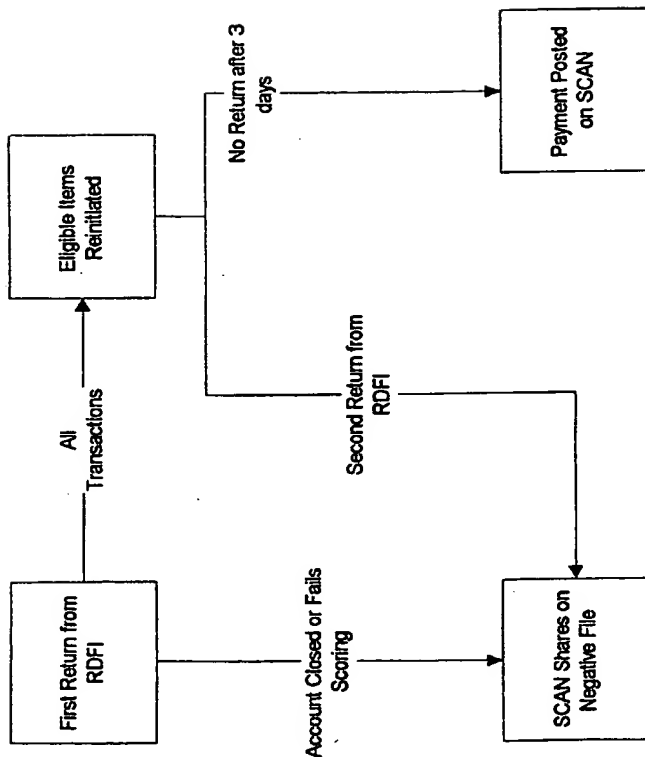 First Return from
RDFI
All
Transactions
Eligible Items
Reinitiated
Account Closed or Fails
Scoring
Second Return from
RDFI
No Return after 3
days
SCAN Shares on
Negative File
Payment Posted
on SCAN